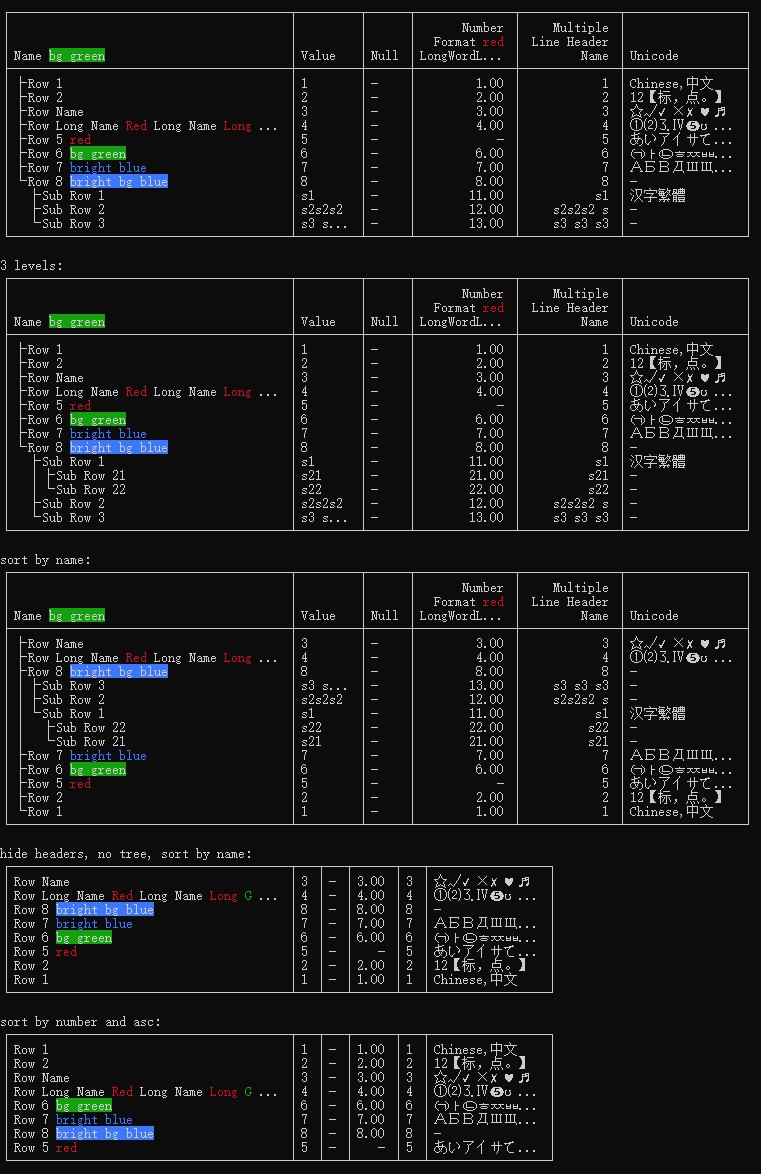 Number Multiple
Format red Line Header
Name bg green Value Null LongWordL... Name Unicode
├Row 1 1 - 1.00 1 Chinese,中文
├Row 2 2 - 2.00 2 12【标，点。】
├Row Name 3 - 3.00 3 ☆√✓ ×✗ ♥ ♬
├Row Long Name Red Long Name Long ... 4 - 4.00 4 ①⑵⒊Ⅳ❺ ...
├Row 5 red 5 - - 5 あいアイサて...
├Row 6 bg green 6 - 6.00 6 ...
├Row 7 bright blue 7 - 7.00 7 АБВДШЩ...
└Row 8 bright bg blue 8 - 8.00 8 -
├Sub Row 1 s1 - 11.00 s1 汉字繁體
├Sub Row 2 s2s2s2 - 12.00 s2s2s2 s -
└Sub Row 3 s3 s... - 13.00 s3 s3 s3 -
3 levels:
Number Multiple
Format red Line Header
Name bg green Value Null LongWordL... Name Unicode
├Row 1 1 - 1.00 1 Chinese,中文
├Row 2 2 - 2.00 2 12【标，点。】
├Row Name 3 - 3.00 3 ☆√✓ ×✗ ♥ ♬
├Row Long Name Red Long Name Long ... 4 - 4.00 4 ①⑵⒊Ⅳ❺ ...
├Row 5 red 5 - - 5 あいアイサて...
├Row 6 bg green 6 - 6.00 6 ...
├Row 7 bright blue 7 - 7.00 7 АБВДШЩ...
└Row 8 bright bg blue 8 - 8.00 8 -
├Sub Row 1 s1 - 11.00 s1 汉字繁體
├Sub Row 21 s21 - 21.00 s21 -
└Sub Row 22 s22 - 22.00 s22 -
├Sub Row 2 s2s2s2 - 12.00 s2s2s2 s -
└Sub Row 3 s3 s... - 13.00 s3 s3 s3 -
sort by name:
Number Multiple
Format red Line Header
Name bg green Value Null LongWordL... Name Unicode
├Row Name 3 - 3.00 3 ☆√✓ ×✗ ♥ ♬
├Row Long Name Red Long Name Long ... 4 - 4.00 4 ①⑵⒊Ⅳ❺ ...
├Row 8 bright bg blue 8 - 8.00 8 -
├Sub Row 3 s3 s... - 13.00 s3 s3 s3 -
├Sub Row 2 s2s2s2 - 12.00 s2s2s2 s -
└Sub Row 1 s1 - 11.00 s1 汉字繁體
├Sub Row 22 s22 - 22.00 s22 -
└Sub Row 21 s21 - 21.00 s21 -
├Row 7 bright blue 7 - 7.00 7 АБВДШЩ...
├Row 6 bg green 6 - 6.00 6 ...
├Row 5 red 5 - - 5 あいアイサて...
├Row 2 2 - 2.00 2 12【标，点。】
└Row 1 1 - 1.00 1 Chinese,中文
hide headers, no tree, sort by name:
Row Name 3 - 3.00 3 ☆√✓ ×✗ ♥ ♬
Row Long Name Red Long Name Long G ... 4 - 4.00 4 ①⑵⒊Ⅳ❺ ...
Row 8 bright bg blue 8 - 8.00 8 -
Row 7 bright blue 7 - 7.00 7 АБВДШЩ...
Row 6 bg green 6 - 6.00 6 ...
Row 5 red 5 - - 5 あいアイサて...
Row 2 2 - 2.00 2 12【标，点。】
Row 1 1 - 1.00 1 Chinese,中文
sort by number and asc:
Row 1 1 - 1.00 1 Chinese,中文
Row 2 2 - 2.00 2 12【标，点。】
Row Name 3 - 3.00 3 ☆√✓ ×✗ ♥ ♬
Row Long Name Red Long Name Long G ... 4 - 4.00 4 ①⑵⒊Ⅳ❺ ...
Row 6 bg green 6 - 6.00 6 ...
Row 7 bright blue 7 - 7.00 7 АБВДШЩ...
Row 8 bright bg blue 8 - 8.00 8 -
Row 5 red 5 - - 5 あいアイサて...